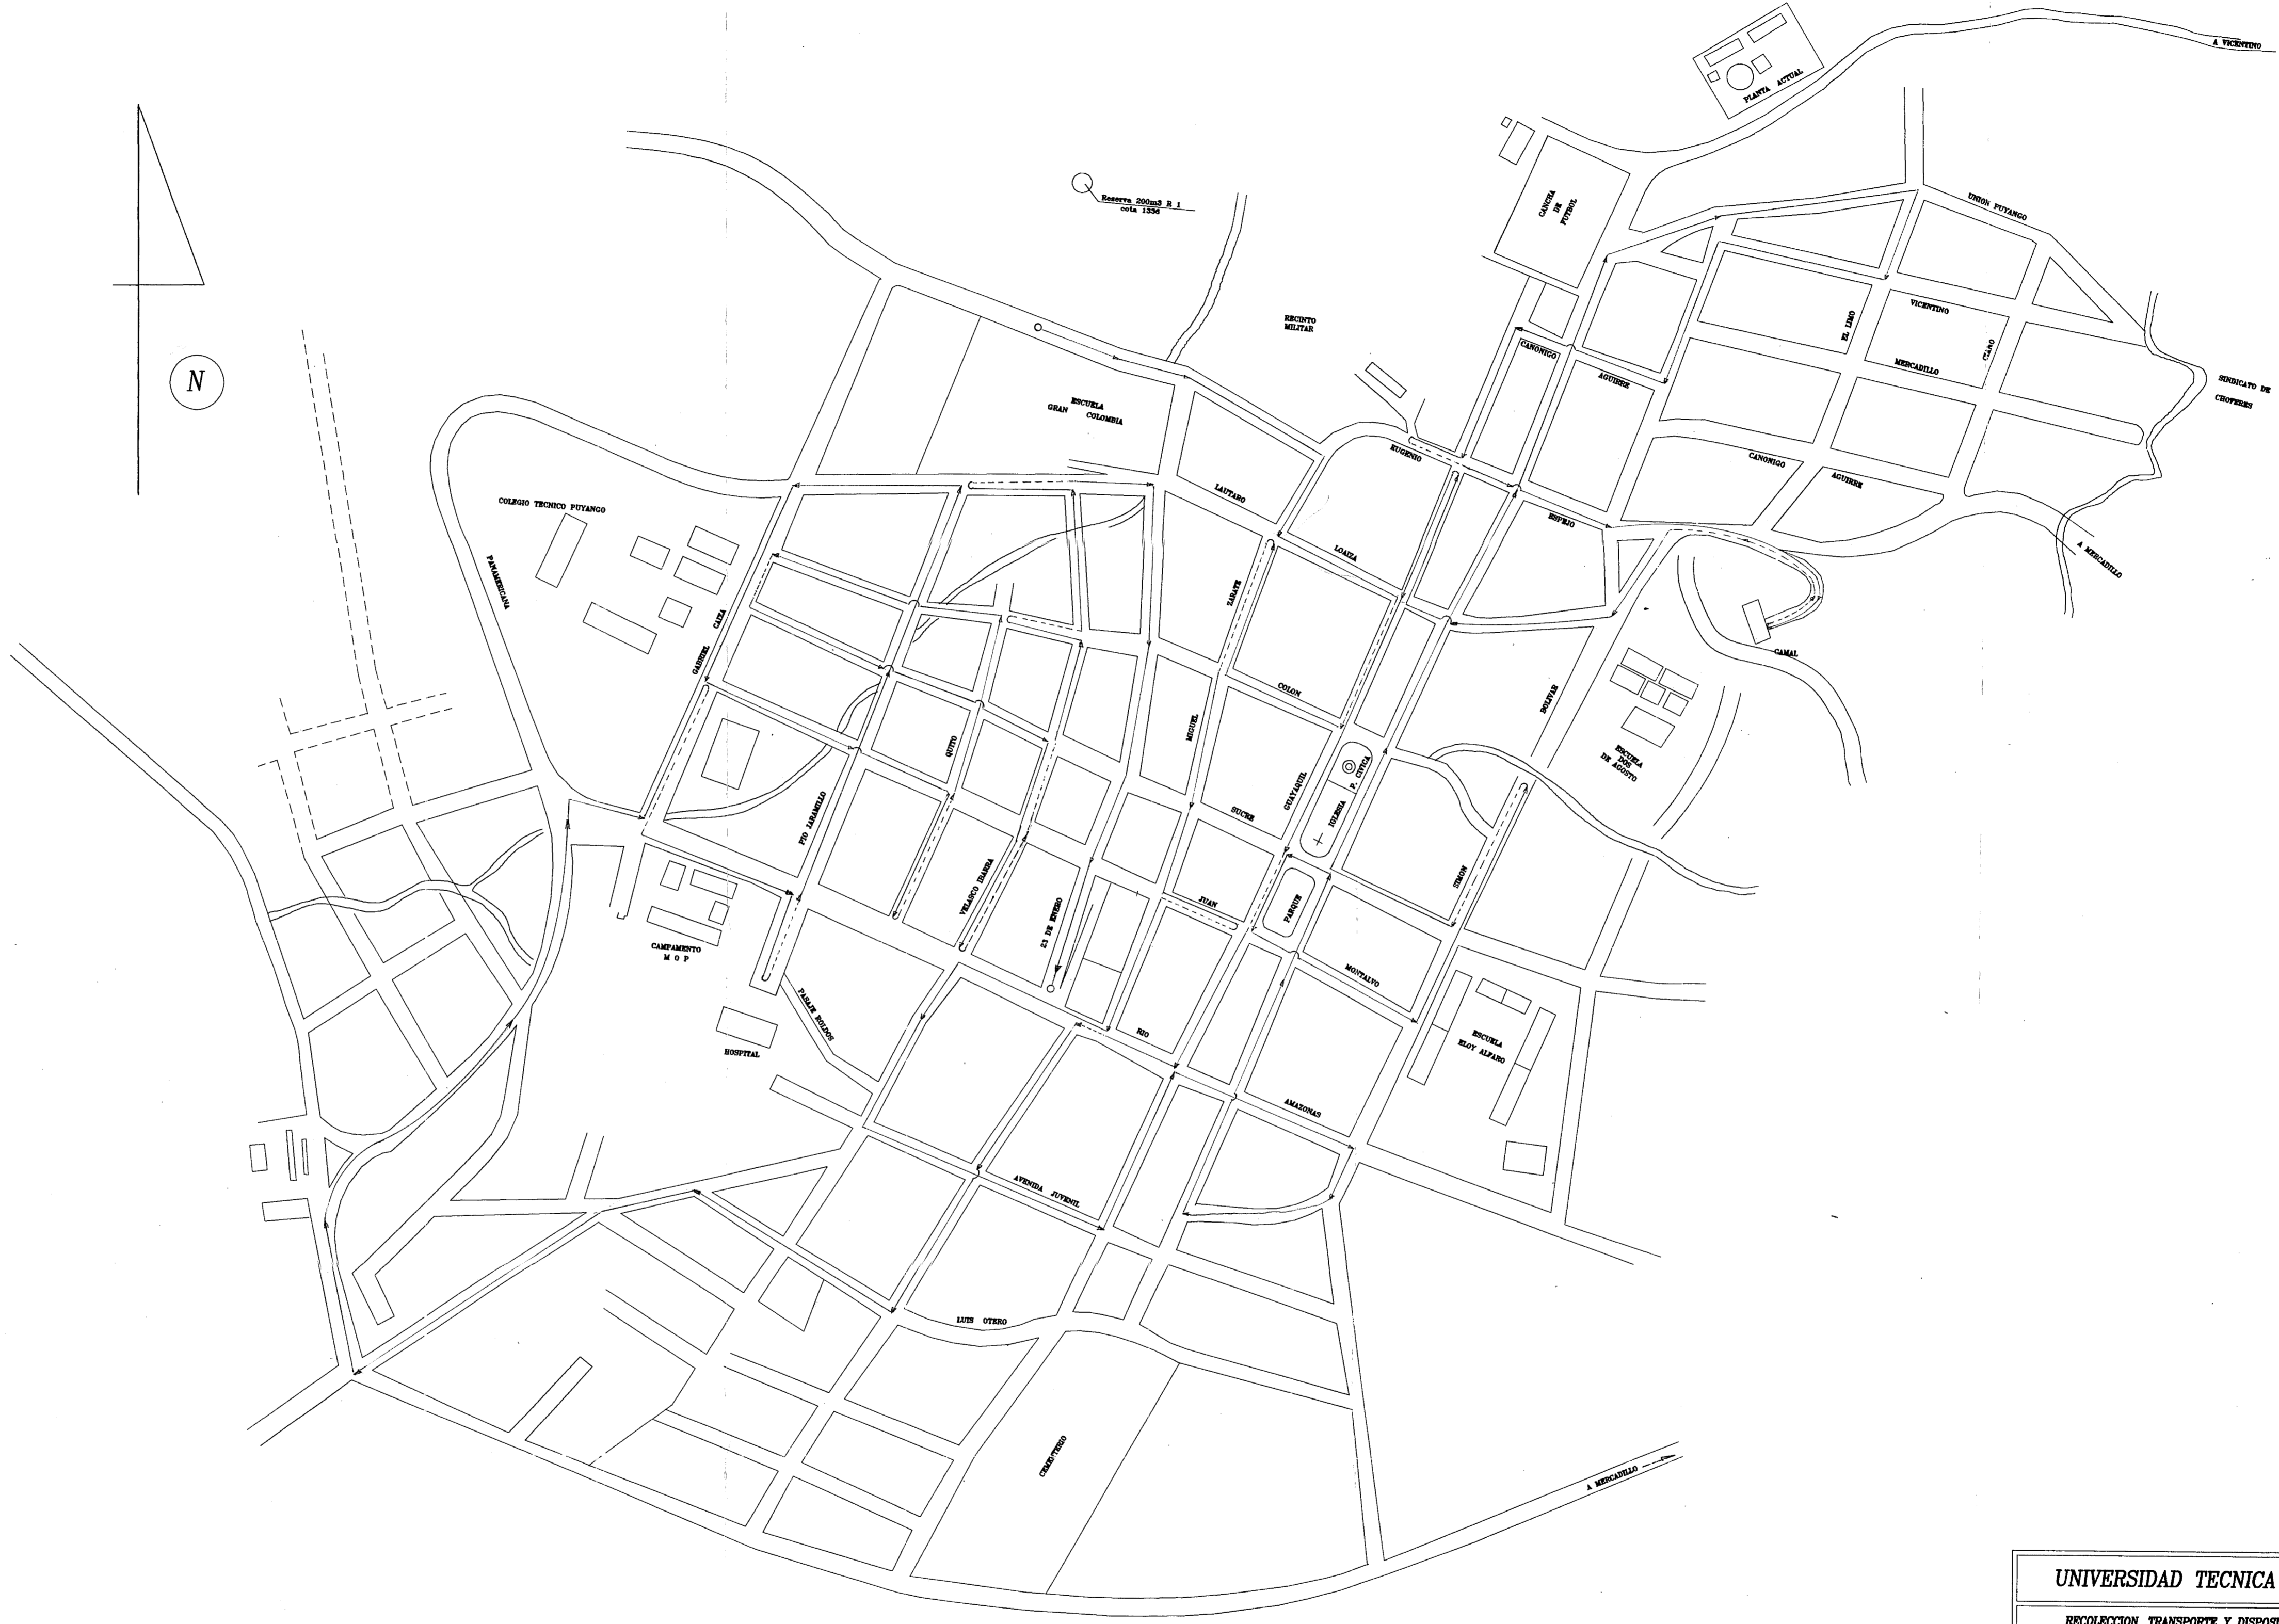 A VICENTINO
PLANTA ACTUAL
Reserva 200m3 R 1
cota 1336
CANCHA
DE
FUTBOL
UNION PUYANGO
RECINTO
MILITAR
VICENTINO
EL LIMO
CIANO
MERCADILLO
CANONIGO
AGUIRRE
SINDICATO DE
CHOFERES
N
ESCUELA
GRAN COLOMBIA
EUGENIO
CANONIGO
AGUIRRE
LAUTARO
COLEGIO TECNICO PUYANGO
ESPEJO
LOAIZA
A MERCADILLO
PANAMERICANA
ZARATE
GABRIEL CAIZA
CAMAL
COLON
BOLIVAR
MIGUEL
QUITO
ESCUELA
DOS
DE AGOSTO
P. CIVICA
GUAYAQUIL
IGLESIA
SUCRE
PIO JARAMILLO
VELASCO IBARRA
SIMON
JUAN
PARQUE
23 DE ENERO
CAMPAMENTO
M O P
MONTALVO
PASAJE ROLDOS
RIO
HOSPITAL
ESCUELA
ELOY ALFARO
AMAZONAS
AVENIDA JUVENIL
LUIS OTERO
CEMENTERIO
A MERCADILLO
UNIVERSIDAD TECNICA